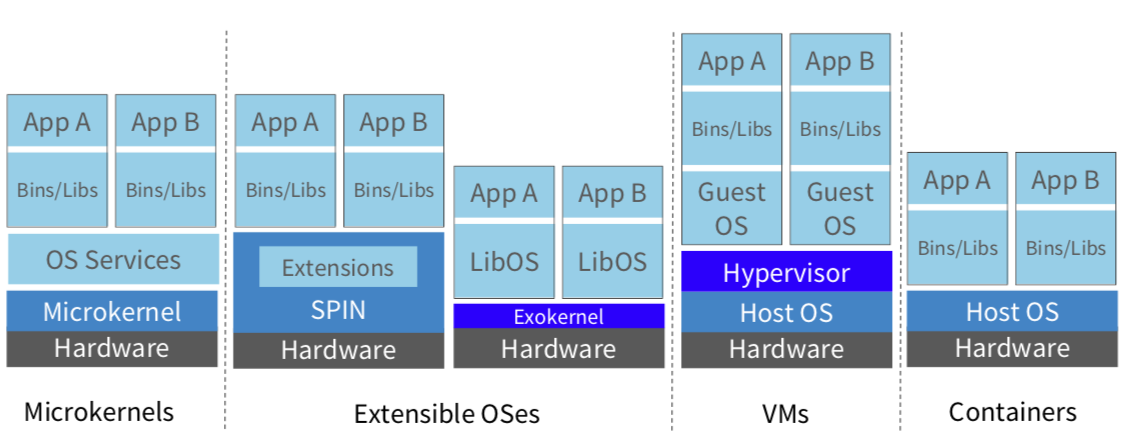 App A
App B
Bins/Libs
Bins/Libs
OS Services
Microkernel
Hardware
Microkernels
App A
App B
Bins/Libs
Bins/Libs
Extensions
SPIN
Hardware
App A
App B
LibOS
LibOS
Exokernel
Hardware
Extensible OSes
App A
App B
Bins/Libs
Bins/Libs
Guest
OS
Guest
OS
Hypervisor
Host OS
Hardware
VMs
App A
App B
Bins/Libs
Bins/Libs
Host OS
Hardware
Containers